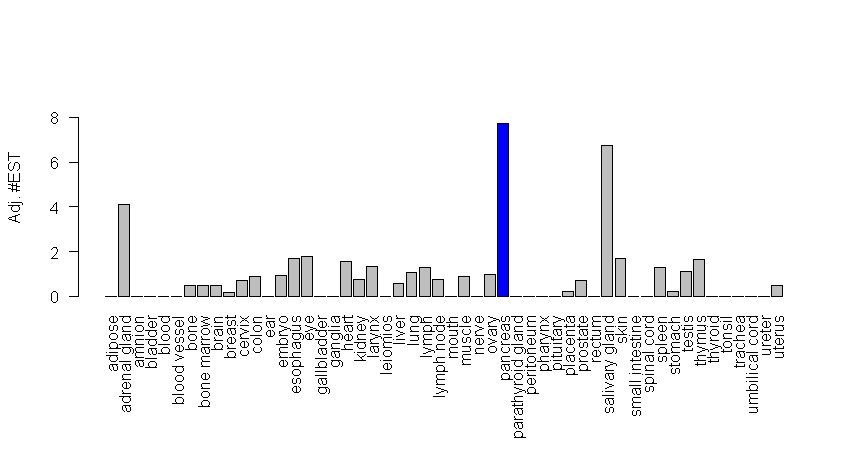 Adj. #EST
8
6
4
2
0
adipose
adrenal gland
amnion
bladder
blood
blood vessel
bone
bone marrow
brain
breast
cervix
colon
ear
embryo
esophagus
eye
gallbladder
ganglia
heart
kidney
larynx
leiomios
liver
lung
lymph
lymph node
mouth
muscle
nerve
ovary
pancreas
parathyroid gland
peritoneum
pharynx
pituitary
placenta
prostate
rectum
salivary gland
skin
small intestine
spinal cord
spleen
stomach
testis
thymus
thyroid
tonsil
trachea
umbilical cord
ureter
uterus